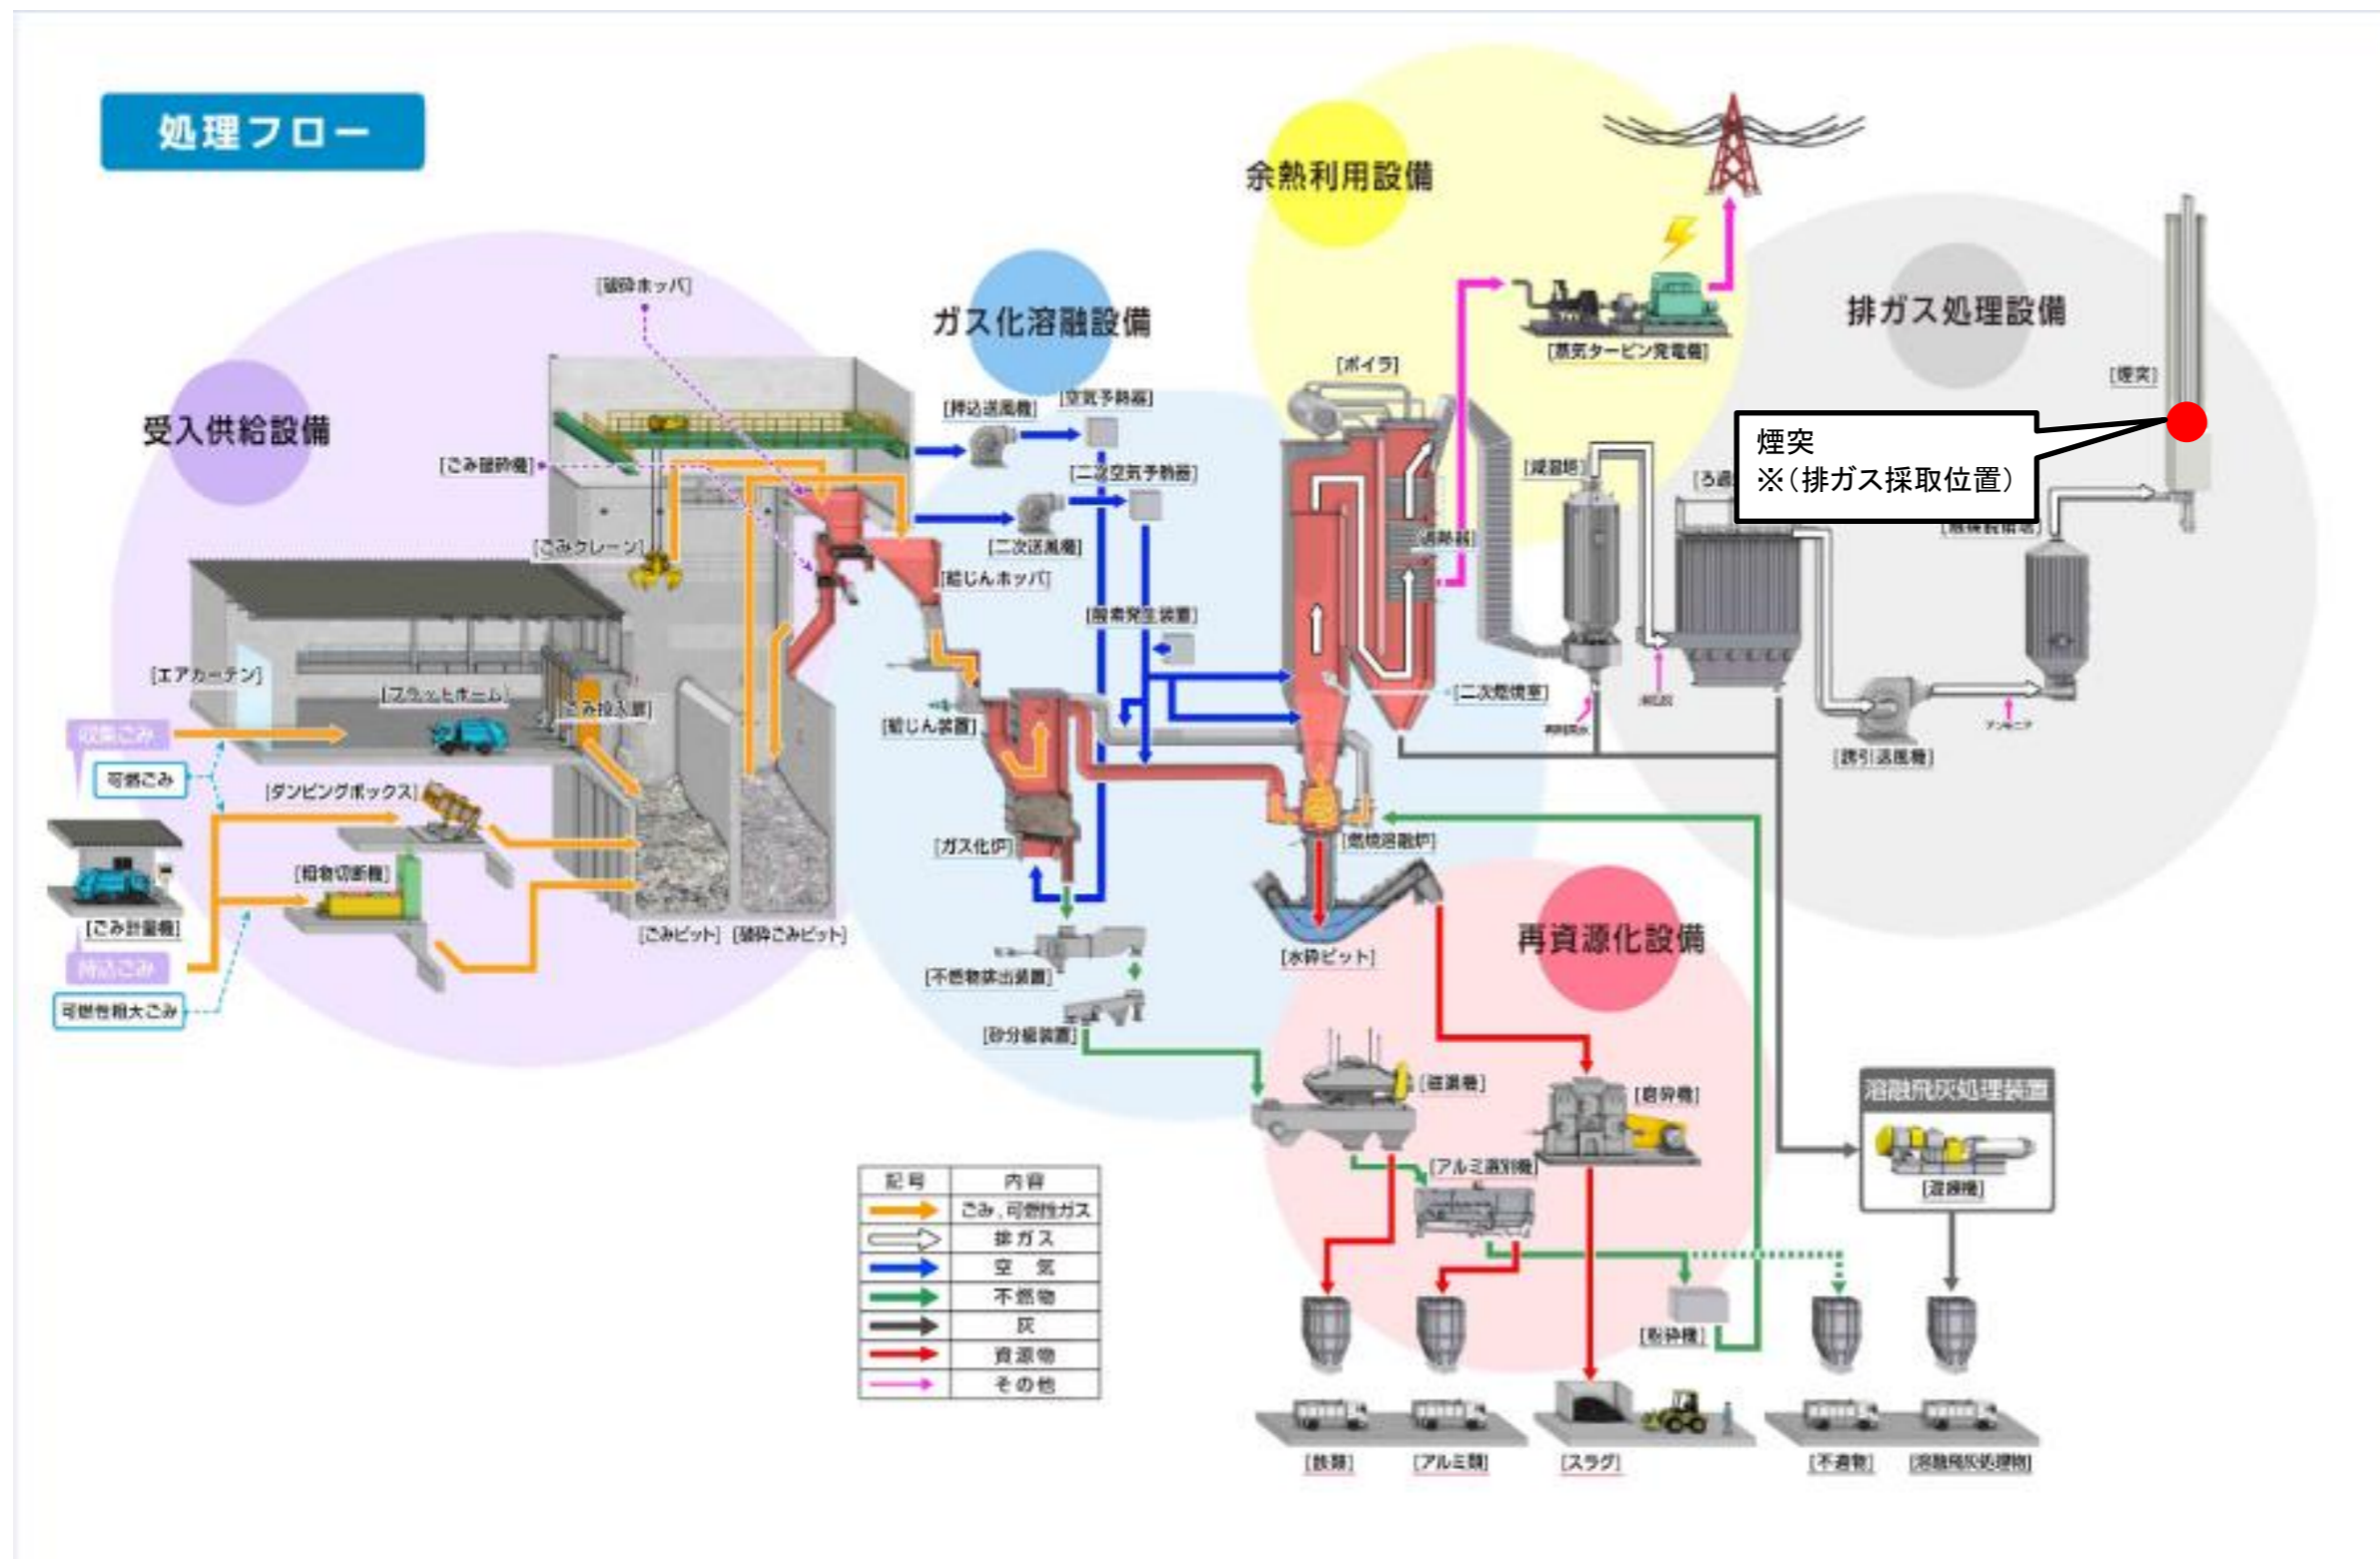 処理フロー
余熱利用設備
[破砕ホッパ]
ガス化溶融設備
排ガス処理設備
[蒸気タービン発電機]
[ボイラ]
[煙突]
受入供給設備
[押込送風機]
[空気予熱器]
煙突
※（排ガス採取位置）
[ごみ破砕機]
[二次空気予熱器]
[減温塔]
[ごみクレーン]
[二次送風機]
[過熱器]
[給じんホッパ]
[酸素発生装置]
[エアカーテン]
[プラットホーム]
[ごみ投入扉]
[二次燃焼室]
[給じん装置]
収集ごみ
アンモニア
[誘引送風機]
可燃ごみ
[ダンピングボックス]
[ガス化炉]
[燃焼溶融炉]
[粗物切断機]
[ごみ計量機]
[ごみピット]
[破砕ごみピット]
再資源化設備
持込ごみ
[水砕ピット]
[不燃物排出装置]
可燃性粗大ごみ
[砂分級装置]
[磁選機]
[磨砕機]
溶融飛灰処理装置
[アルミ選別機]
[混練機]
記号 内容
ごみ、可燃性ガス
排ガス
空 気
不燃物
灰
資源物
その他
[粉砕機]
[鉄類]
[アルミ類]
[スラグ]
[不適物]
[溶融飛灰処理物]